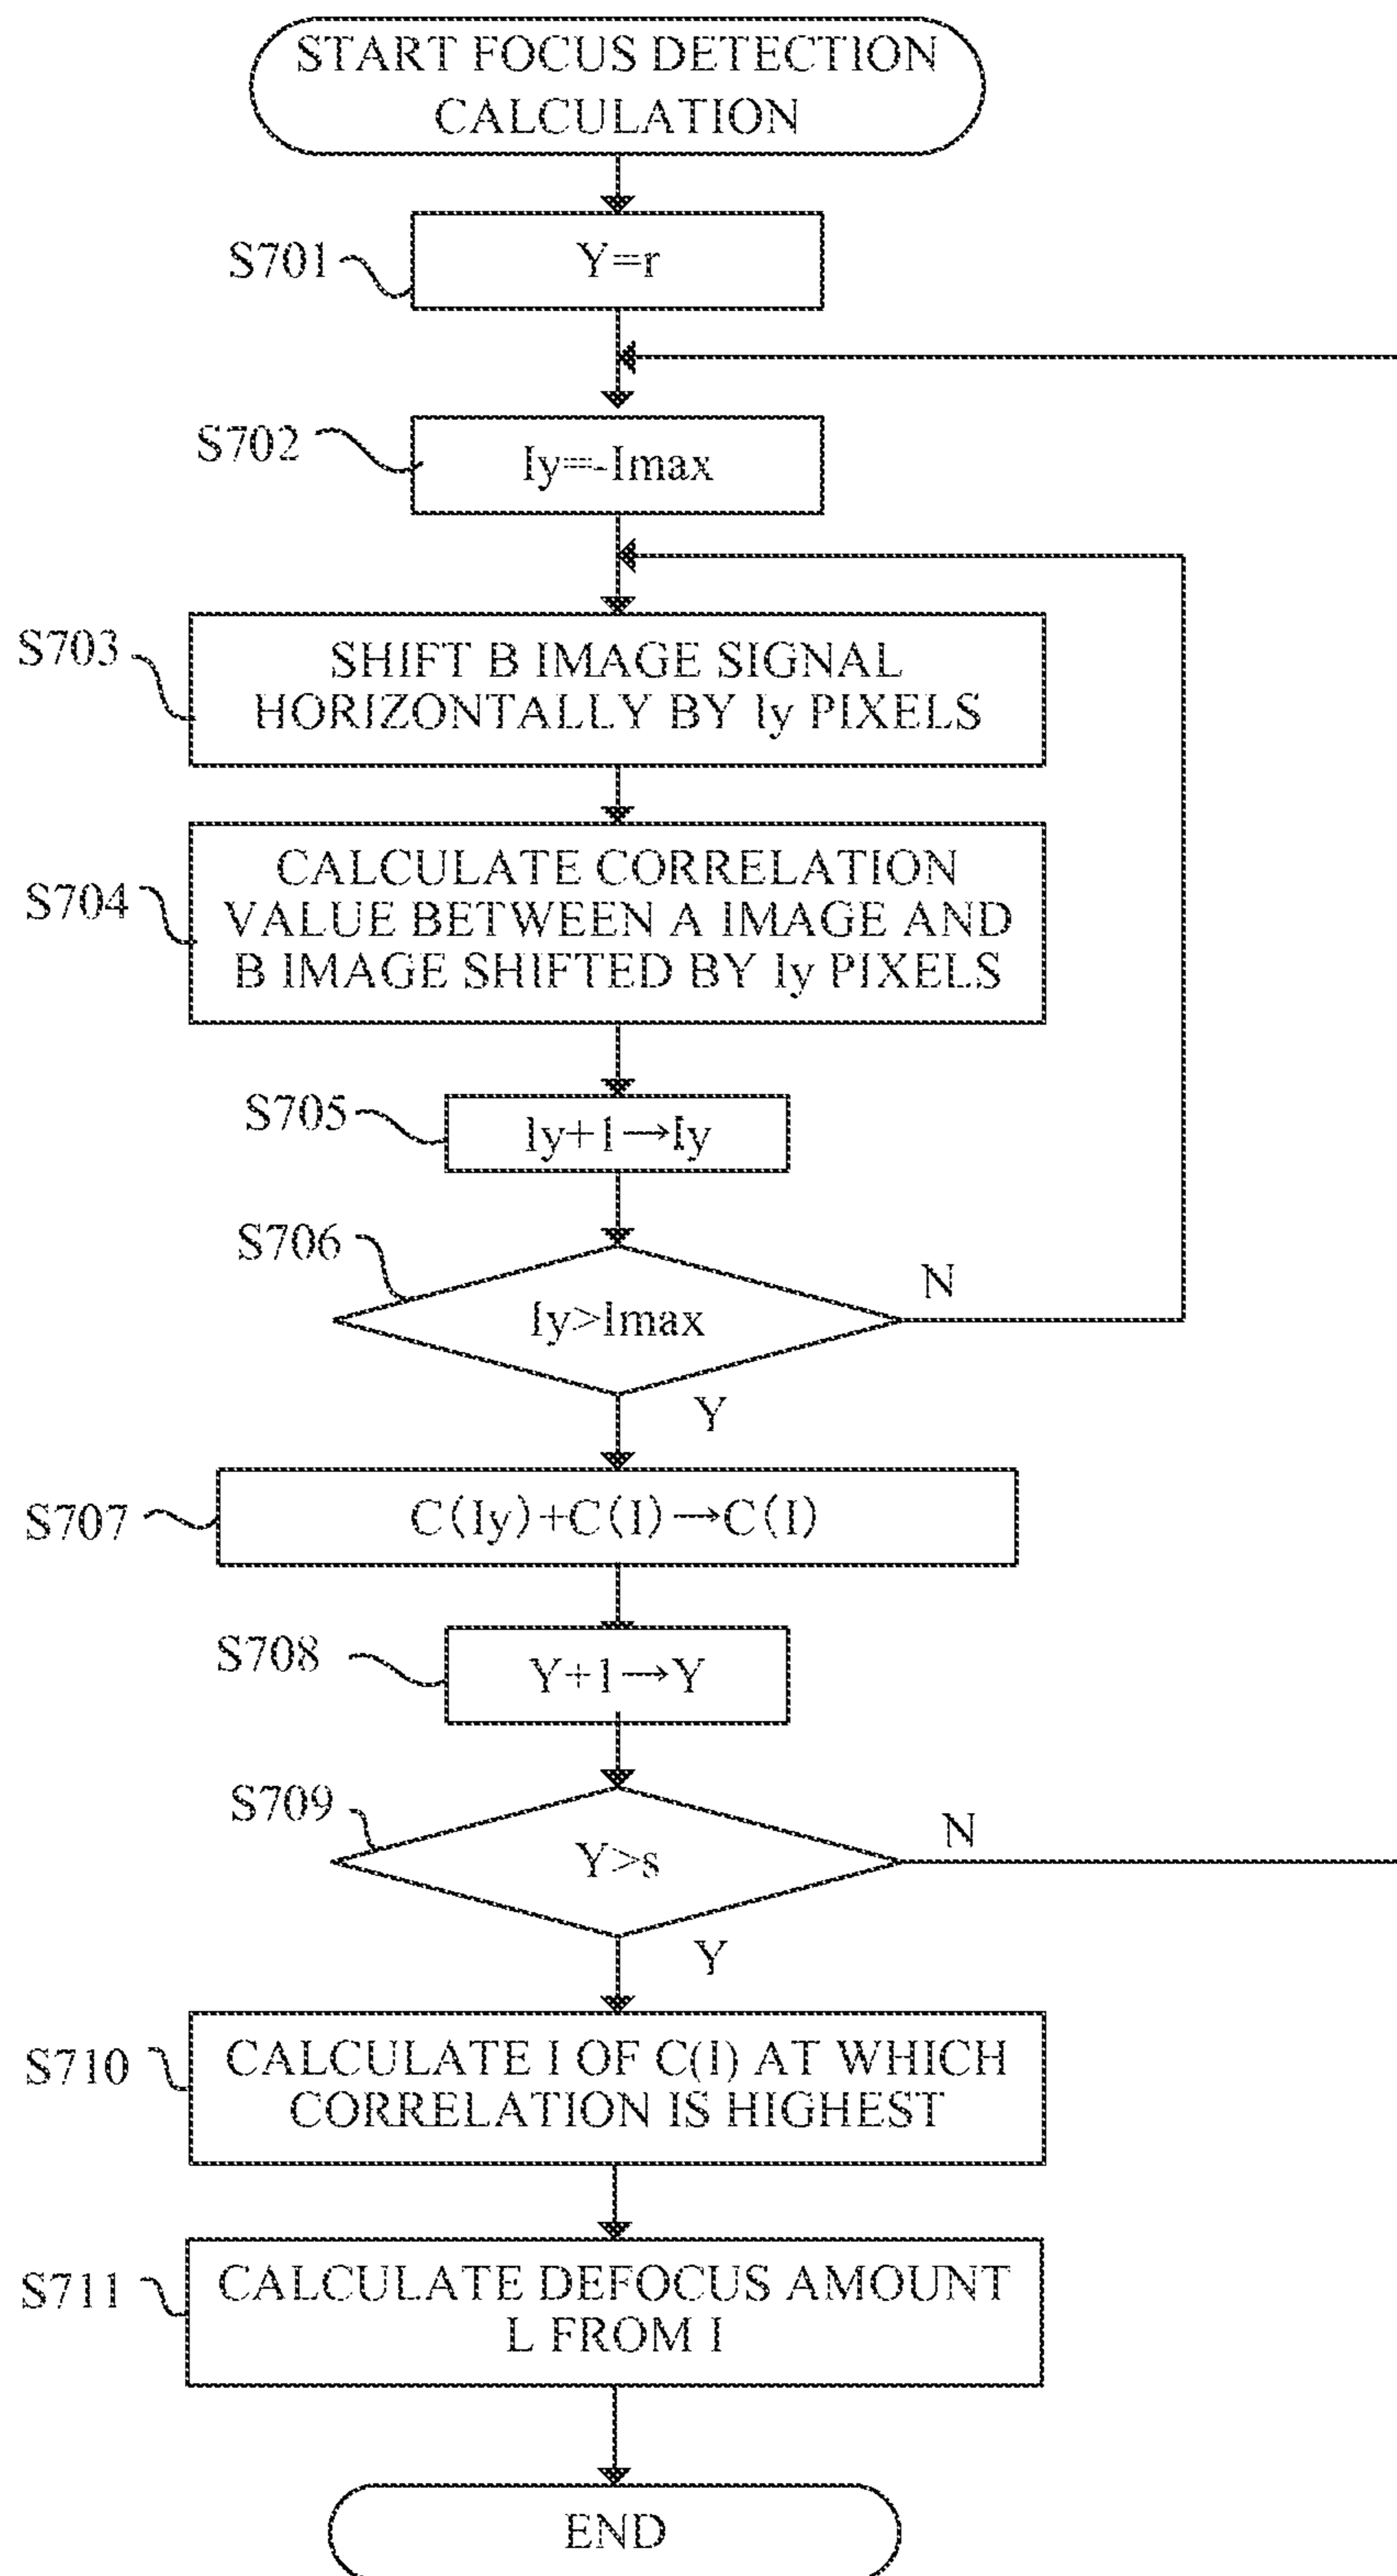 START FOCUS DETECTION
CALCULATION
S701
Y=r
S702
Iy=-Imax
S703
SHIFT B IMAGE SIGNAL
HORIZONTALLY BY Iy PIXELS
S704
CALCULATE CORRELATION
VALUE BETWEEN A IMAGE AND
B IMAGE SHIFTED BY Iy PIXELS
S705
Iy+1→Iy
S706
Iy>Imax
N
Y
S707
C(Iy)+C(I)→C(I)
S708
Y+1→Y
S709
Y>s
N
Y
S710
CALCULATE I OF C(I) AT WHICH
CORRELATION IS HIGHEST
S711
CALCULATE DEFOCUS AMOUNT
L FROM I
END